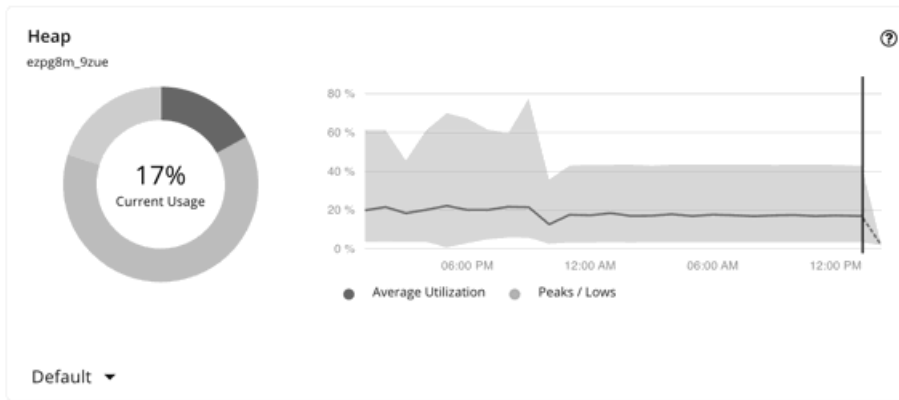 Heap
ezpg8m_9zue
17%
Current Usage
80 %
60 %
40 %
20 %
0 %
06:00 PM 12:00 AM 06:00 AM 12:00 PM
Average Utilization Peaks / Lows
Default